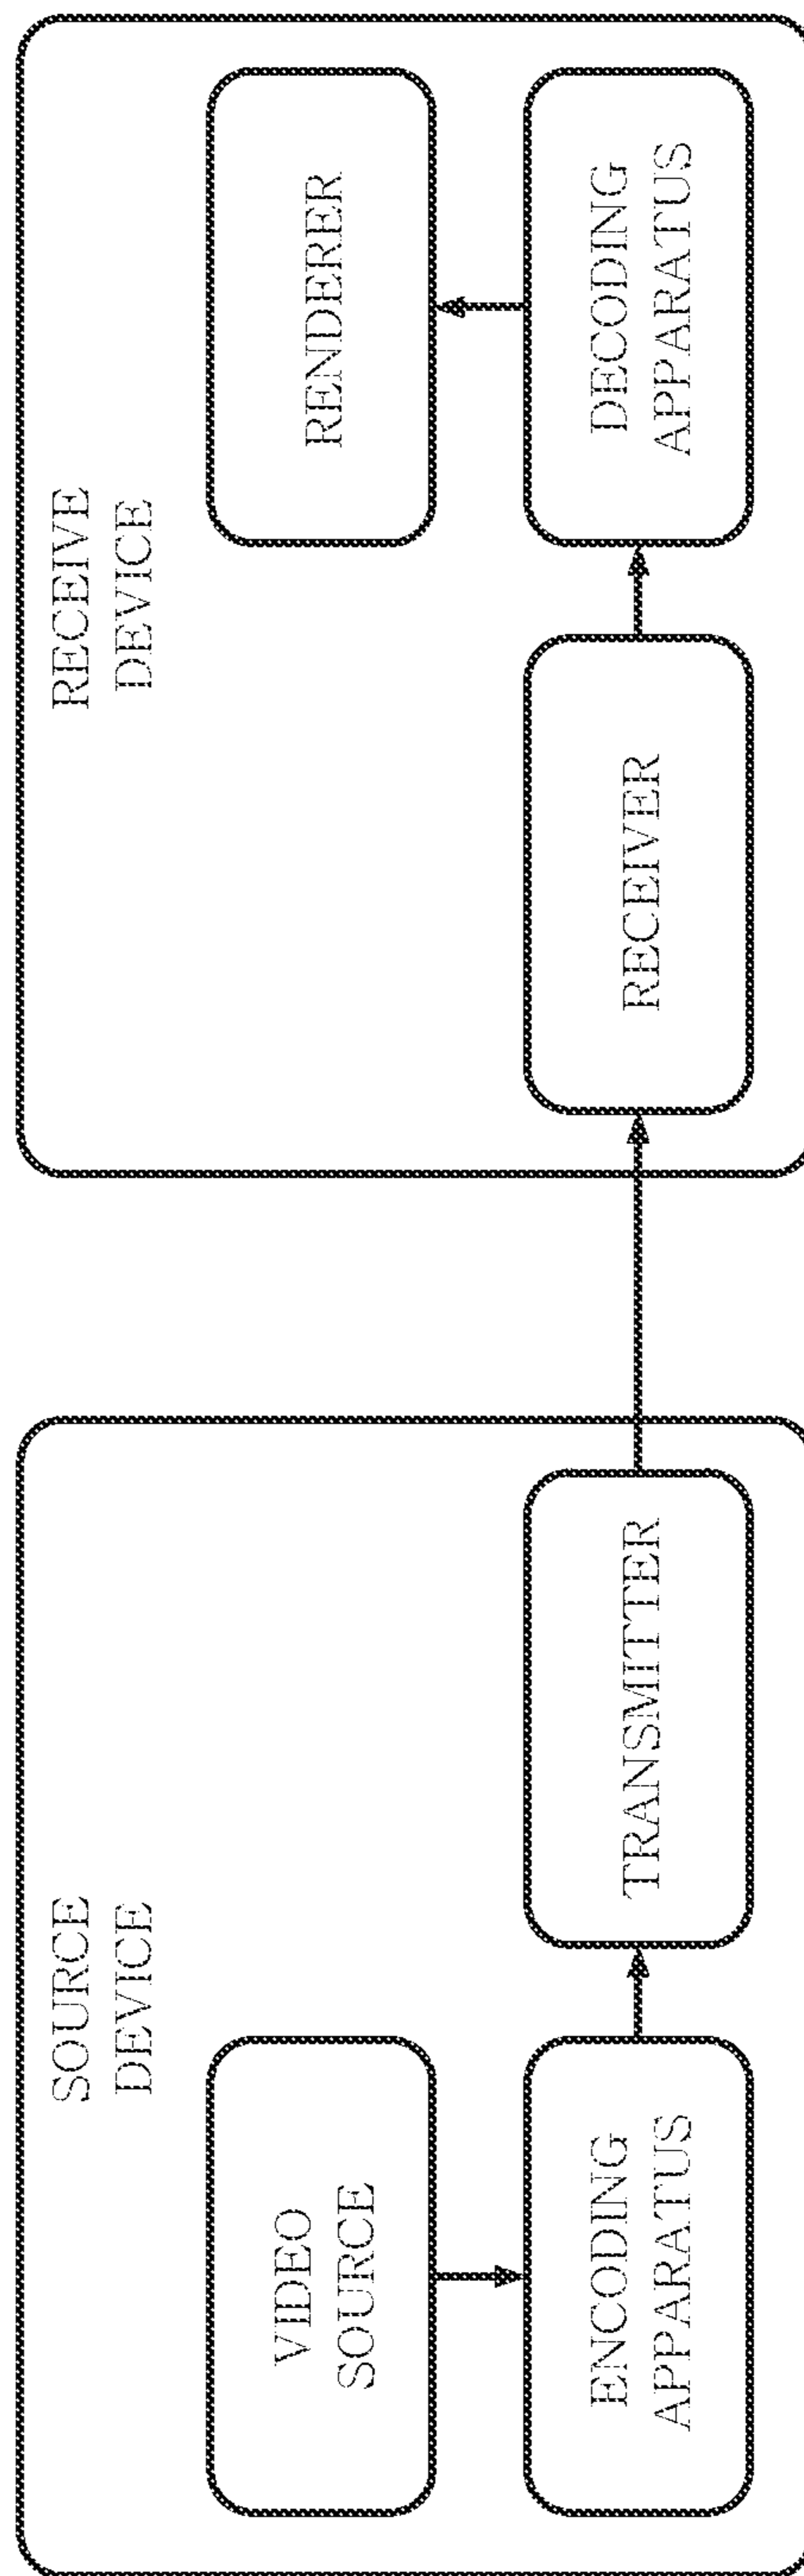 SOURCE
DEVICE
VIDEO
SOURCE
ENCODING
APPARATUS
TRANSMITTER
RECEIVE
DEVICE
RECEIVER
DECODING
APPARATUS
RENDERER